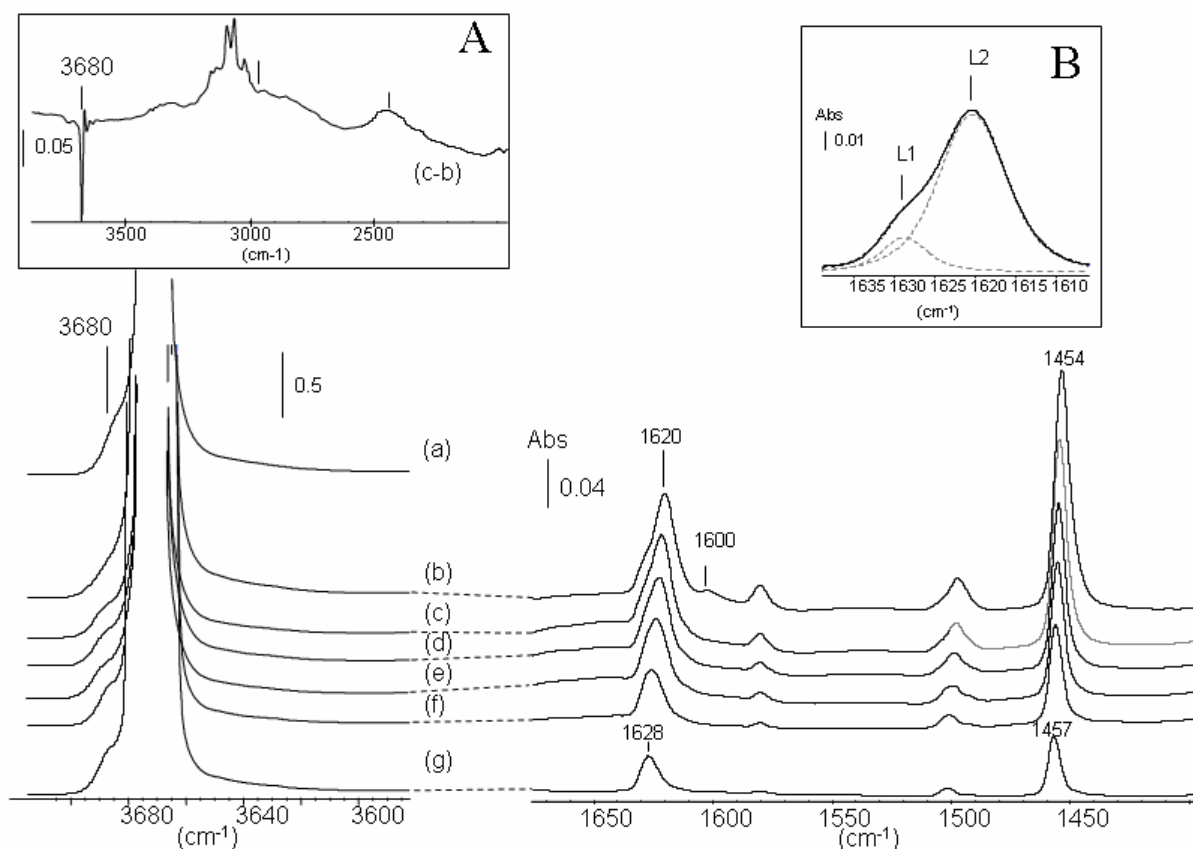 A
3680
0.05
(c-b)
3500 3000 2500
(cm-1)
B
L2
Abs
0.01
L1
1635 1630 1625 1620 1615 1610
(cm-1)
3680
0.5
(a)
(b)
(c)
(d)
(e)
(f)
(g)
3680 3640 3600
(cm-1)
Abs
0.04
1620
1600
1454
1628
1457
1650 1600 1550 1500 1450
(cm-1)